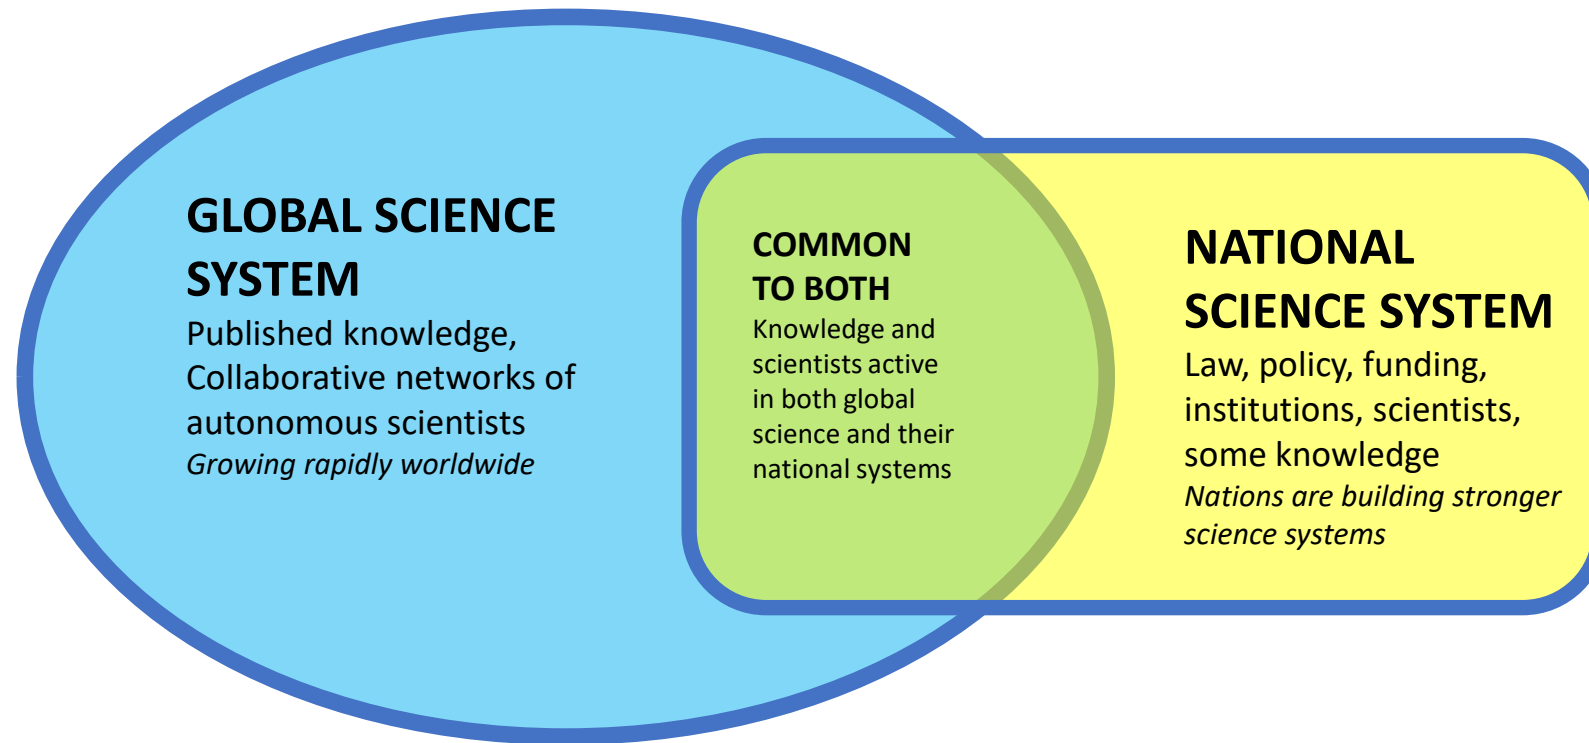 GLOBAL SCIENCE
SYSTEM
Published knowledge,
Collaborative networks of
autonomous scientists
Growing rapidly worldwide
COMMON
TO BOTH
Knowledge and
scientists active
in both global
science and their
national systems
NATIONAL
SCIENCE SYSTEM
Law, policy, funding,
institutions, scientists,
some knowledge
Nations are building stronger
science systems